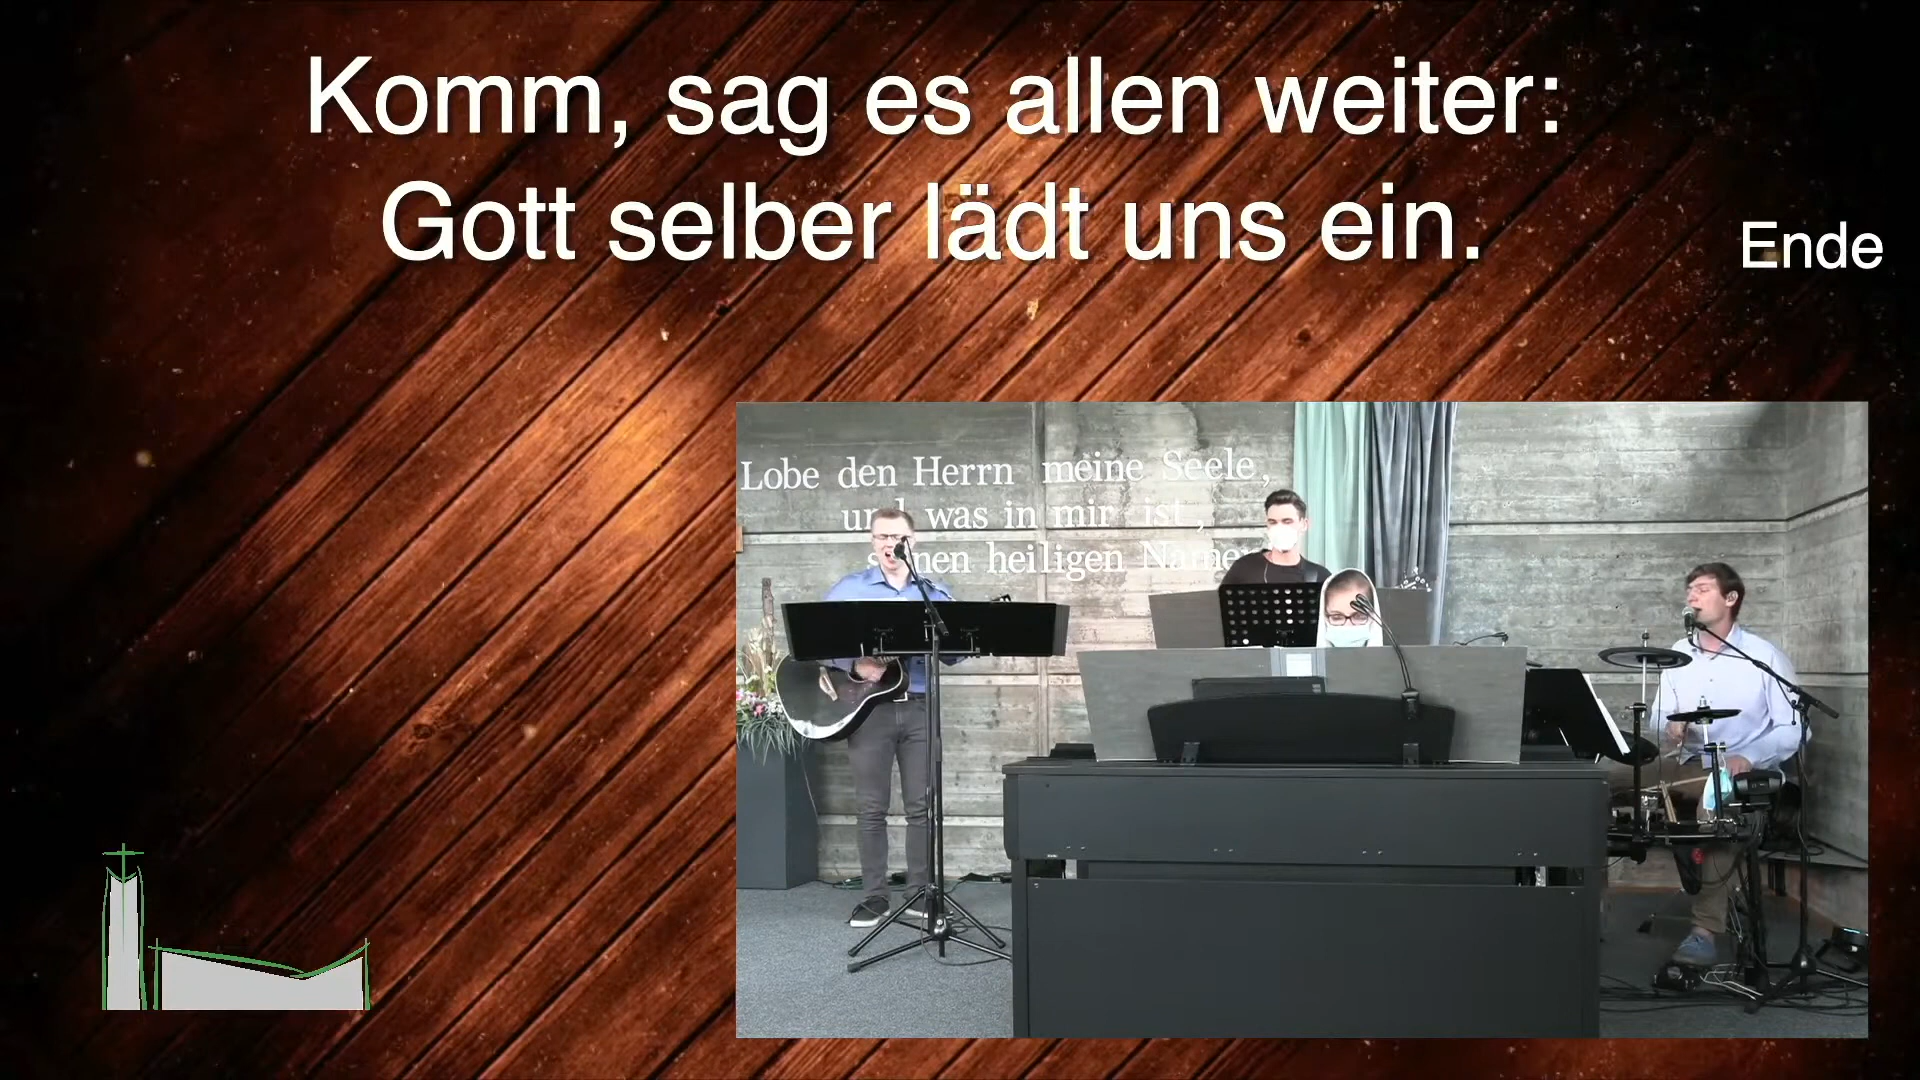 Komm, sag es allen weiter:
Gott selber lädt uns ein.
Ende
Lobe den Herrn meine Seele,
und was in mir ist,
heiligen